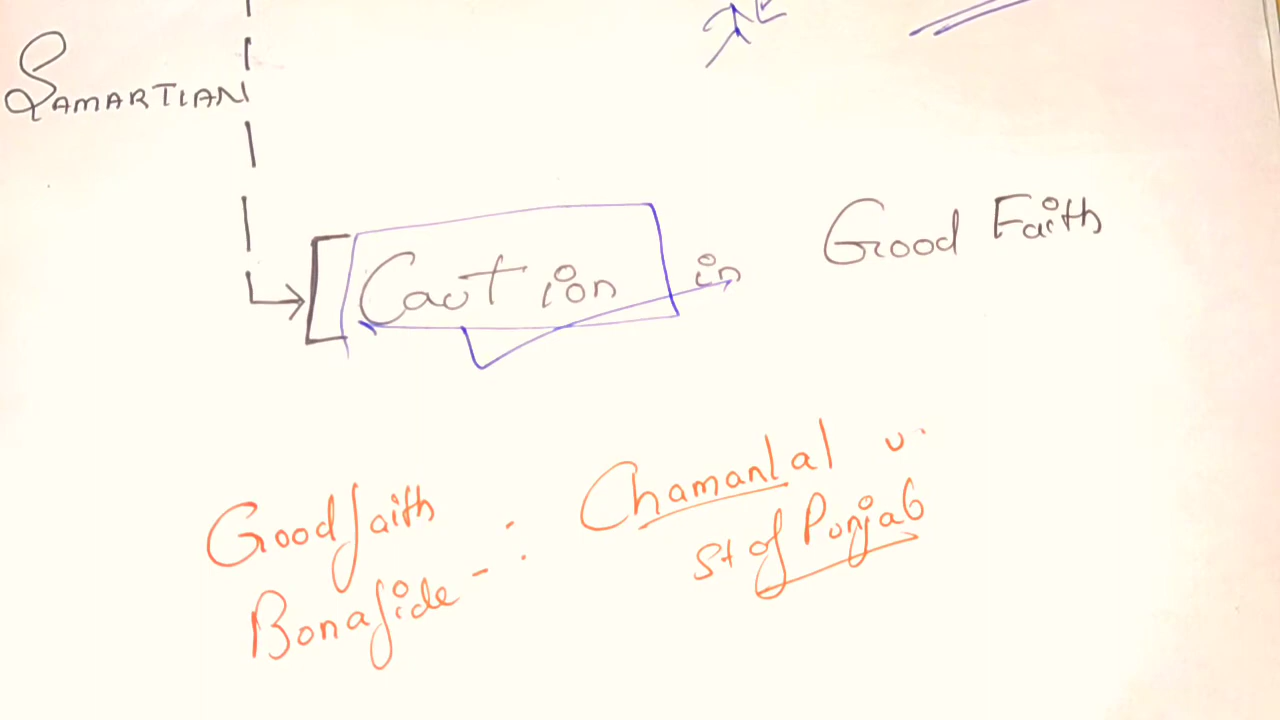 SAMARTIAN
Caution in Good Faith
Goodfaith
Bonafide -:
Chamanlal v.
St of Punjab